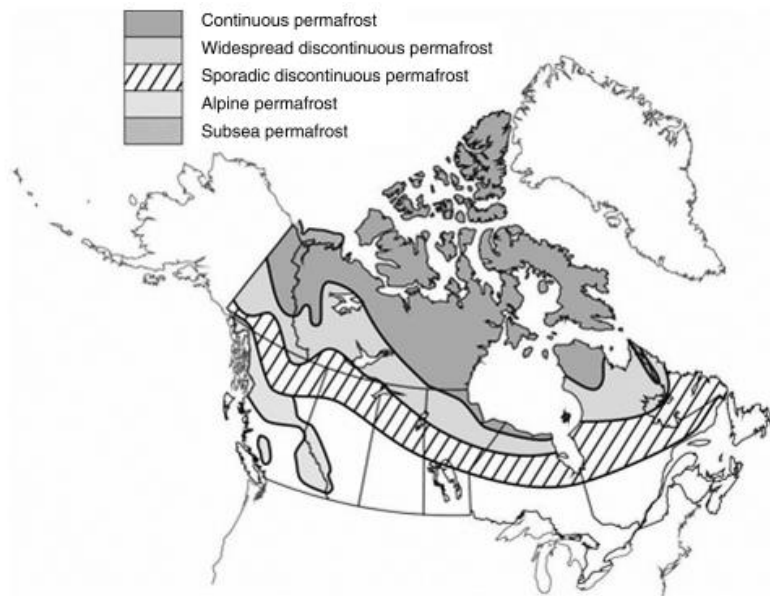 Continuous permafrost
Widespread discontinuous permafrost
Sporadic discontinuous permafrost
Alpine permafrost
Subsea permafrost